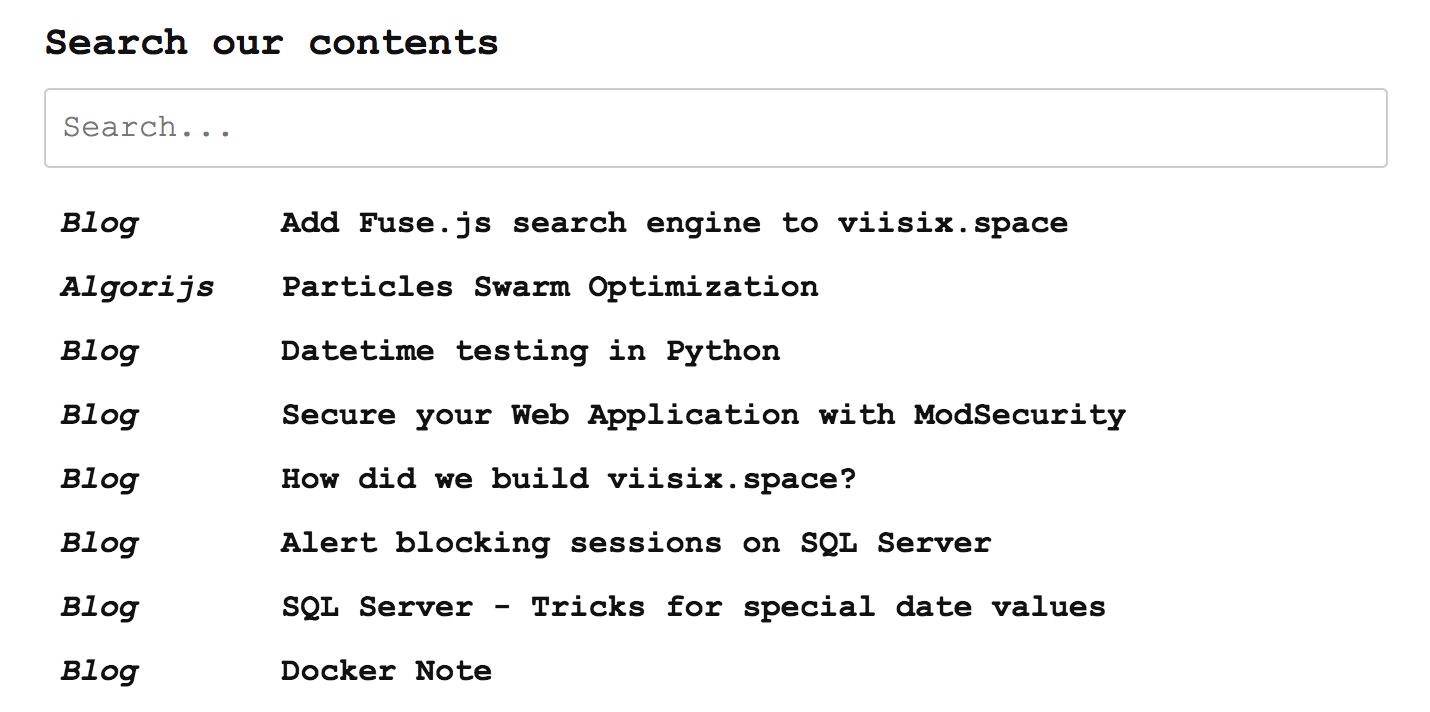 Search our contents
Search...
Blog Add Fuse.js search engine to viisix.space
Algorijs Particles Swarm Optimization
Blog Datetime testing in Python
Blog Secure your Web Application with ModSecurity
Blog How did we build viisix.space?
Blog Alert blocking sessions on SQL Server
Blog SQL Server - Tricks for special date values
Blog Docker Note